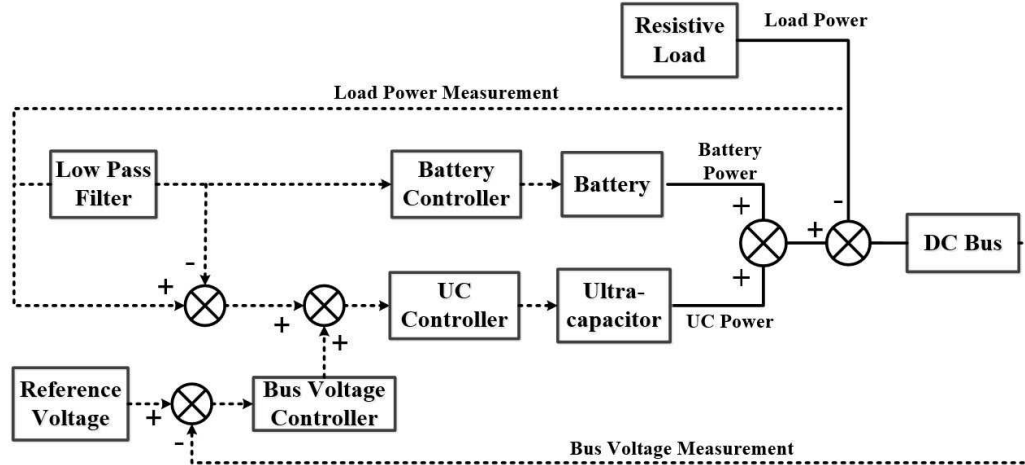 Resistive
Load
Load Power
Load Power Measurement
Low Pass
Filter
Battery
Controller
Battery
Battery
Power
-
+
+
DC Bus
-
+
+
+
+
UC
Controller
Ultra-
capacitor
UC Power
Reference
Voltage
+
-
Bus Voltage
Controller
Bus Voltage Measurement